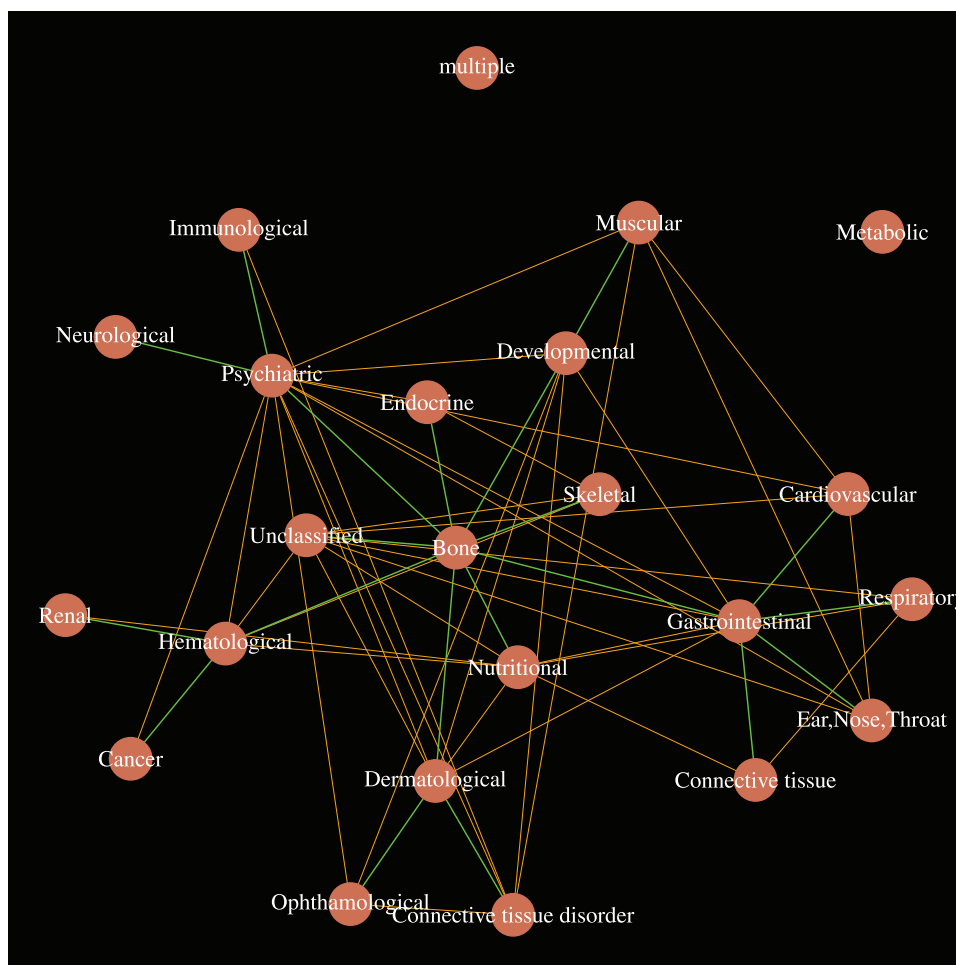 multiple
Immunological
Muscular
Metabolic
Neurological
Developmental
Psychiatric
Endocrine
Skeletal
Cardiovascular
Unclassified
Bone
Respiratory
Renal
Gastrointestinal
Hematological
Nutritional
Ear,Nose,Throat
Cancer
Dermatological
Connective tissue
Ophthamological
Connective tissue disorder